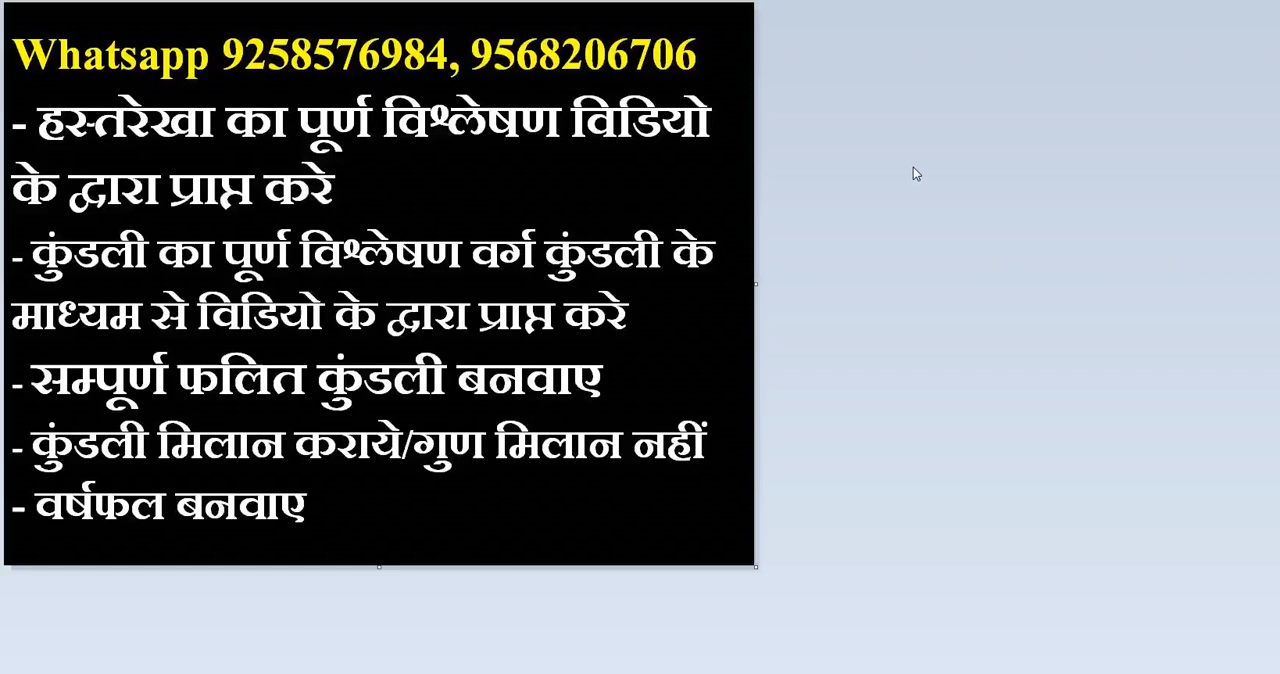 Whatsapp 9258576984, 9568206706
- हस्तरेखा का पूर्ण विश्लेषण विडियो
के द्वारा प्राप्त करे
- कुंडली का पूर्ण विश्लेषण वर्ग कुंडली के
माध्यम से विडियो के द्वारा प्राप्त करे
- सम्पूर्ण फलित कुंडली बनवाए
- कुंडली मिलान कराये/गुण मिलान नहीं
- वर्षफल बनवाए